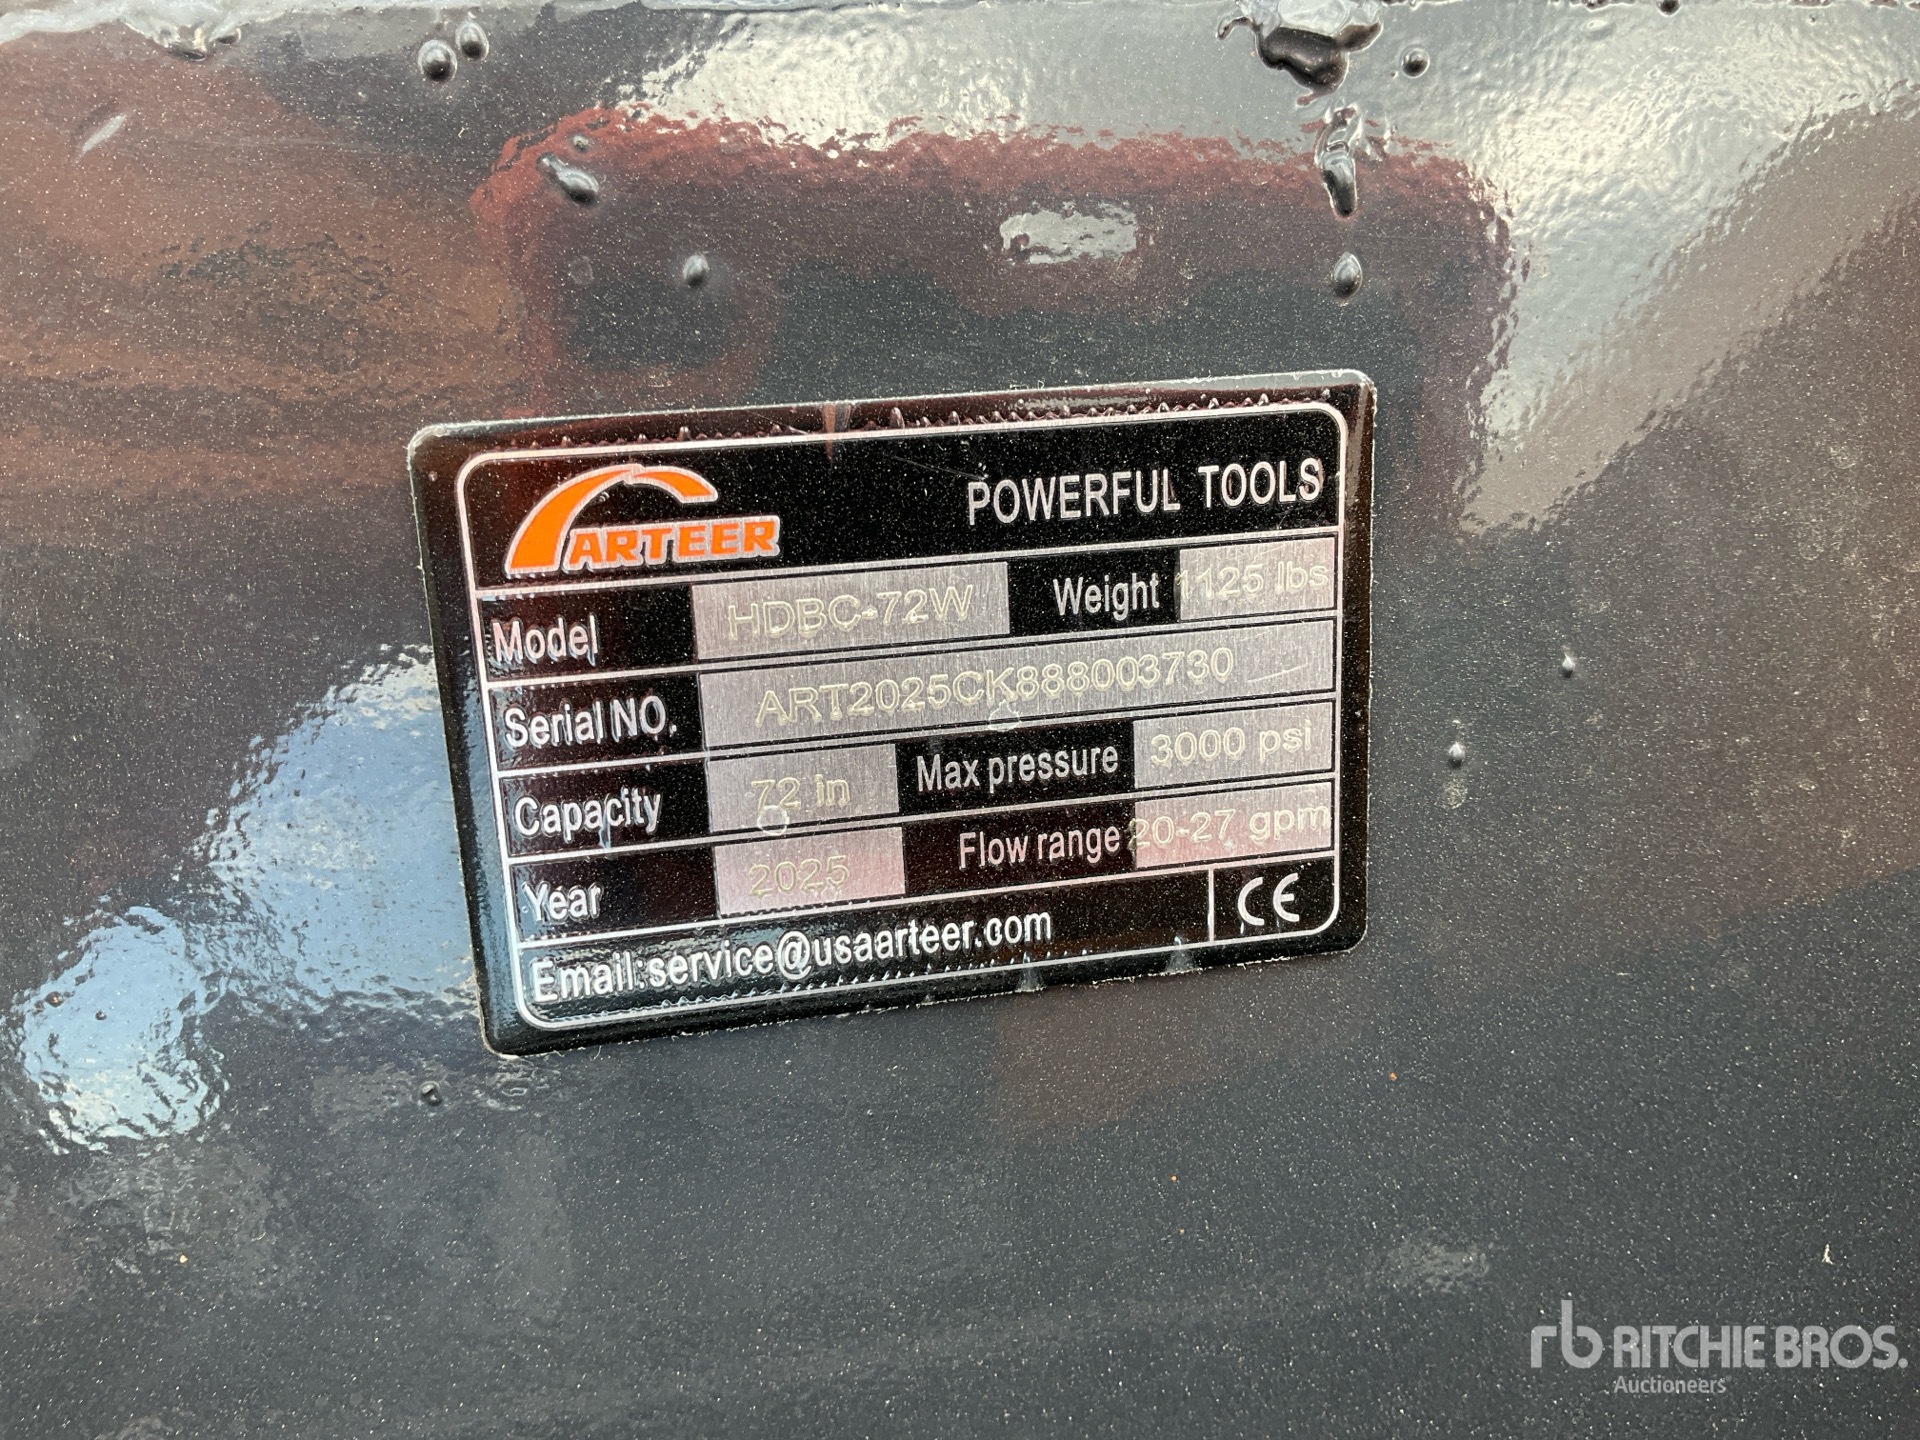 ARTEER POWERFUL TOOLS
Model HDBC-72W Weight 1125 lbs
Serial NO. ART2025CK888003730
Capacity 72 in Max pressure 3000 psi
Year 2025 Flow range 20-27 gpm
Email:service@usaarteer.com CE
rb RITCHIE BROS.
Auctioneers